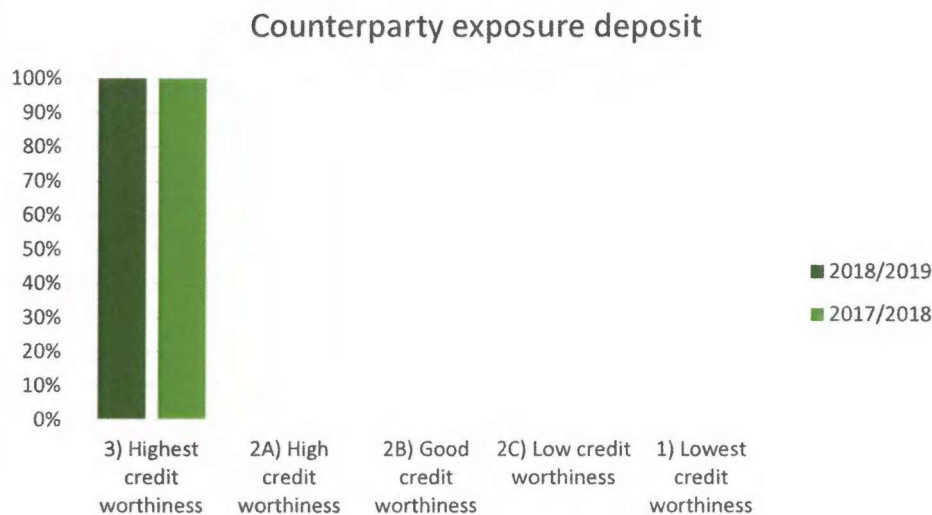 Counterparty exposure deposit
100%
90%
80%
70%
60%
50%
40%
30%
20%
10%
0%
3) Highest
credit
worthiness
2A) High
credit
worthiness
2B) Good
credit
worthiness
2C) Low credit
worthiness
1) Lowest
credit
worthiness
2018/2019
2017/2018